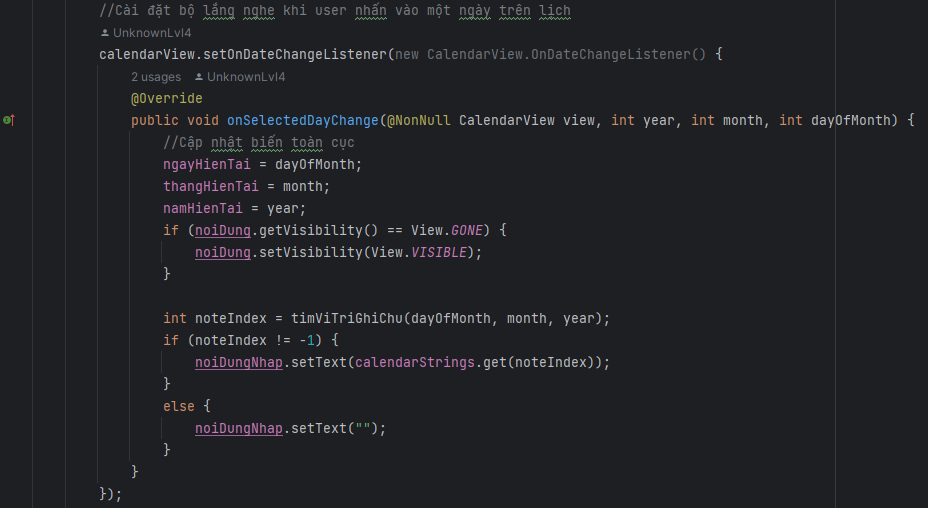 //Cài đặt bộ lắng nghe khi user nhấn vào một ngày trên lịch
UnknownLvl4
calendarView.setOnDateChangeListener(new CalendarView.OnDateChangeListener() {
2 usages UnknownLvl4
@Override
public void onSelectedDayChange(@NonNull CalendarView view, int year, int month, int dayOfMonth) {
//Cập nhật biến toàn cục
ngayHienTai = dayOfMonth;
thangHienTai = month;
namHienTai = year;
if (noiDung.getVisibility() == View.GONE) {
noiDung.setVisibility(View.VISIBLE);
}
int noteIndex = timViTriGhiChu(dayOfMonth, month, year);
if (noteIndex != -1) {
noiDungNhap.setText(calendarStrings.get(noteIndex));
}
else {
noiDungNhap.setText("");
}
}
});